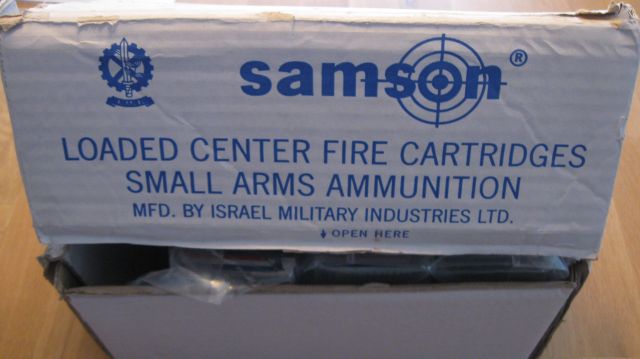 samson®
LOADED CENTER FIRE CARTRIDGES
SMALL ARMS AMMUNITION
MFD. BY ISRAEL MILITARY INDUSTRIES LTD.
OPEN HERE